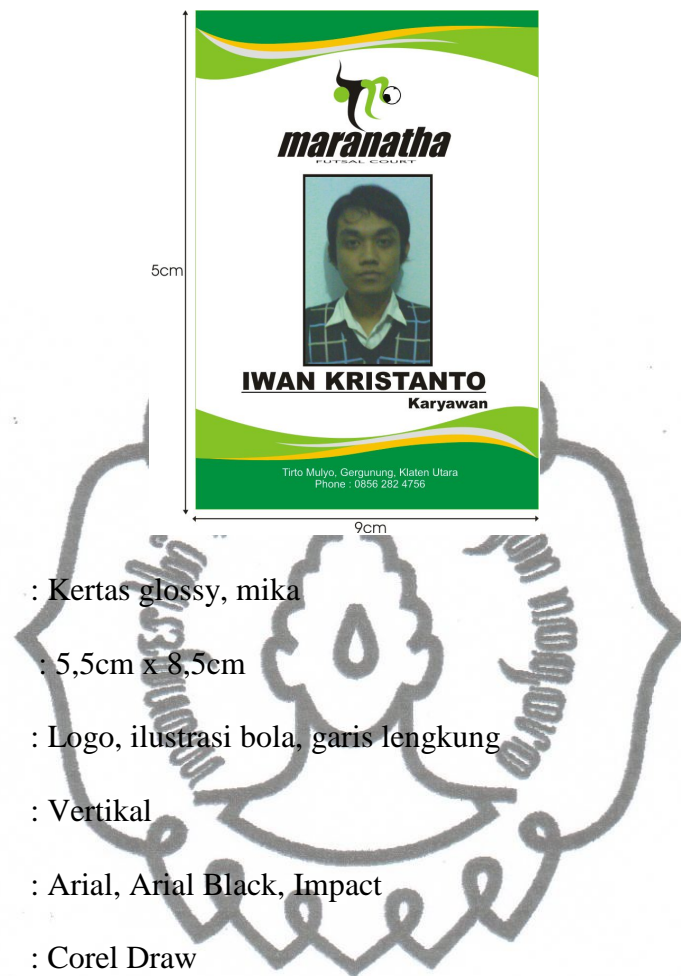 maranatha
FUTSAL COURT
5cm
IWAN KRISTANTO
Karyawan
Tirto Mulyo, Gergunung, Klaten Utara
Phone : 0856 282 4756
9cm
: Kertas glossy, mika
: 5,5cm x 8,5cm
: Logo, ilustrasi bola, garis lengkung
: Vertikal
: Arial, Arial Black, Impact
: Corel Draw